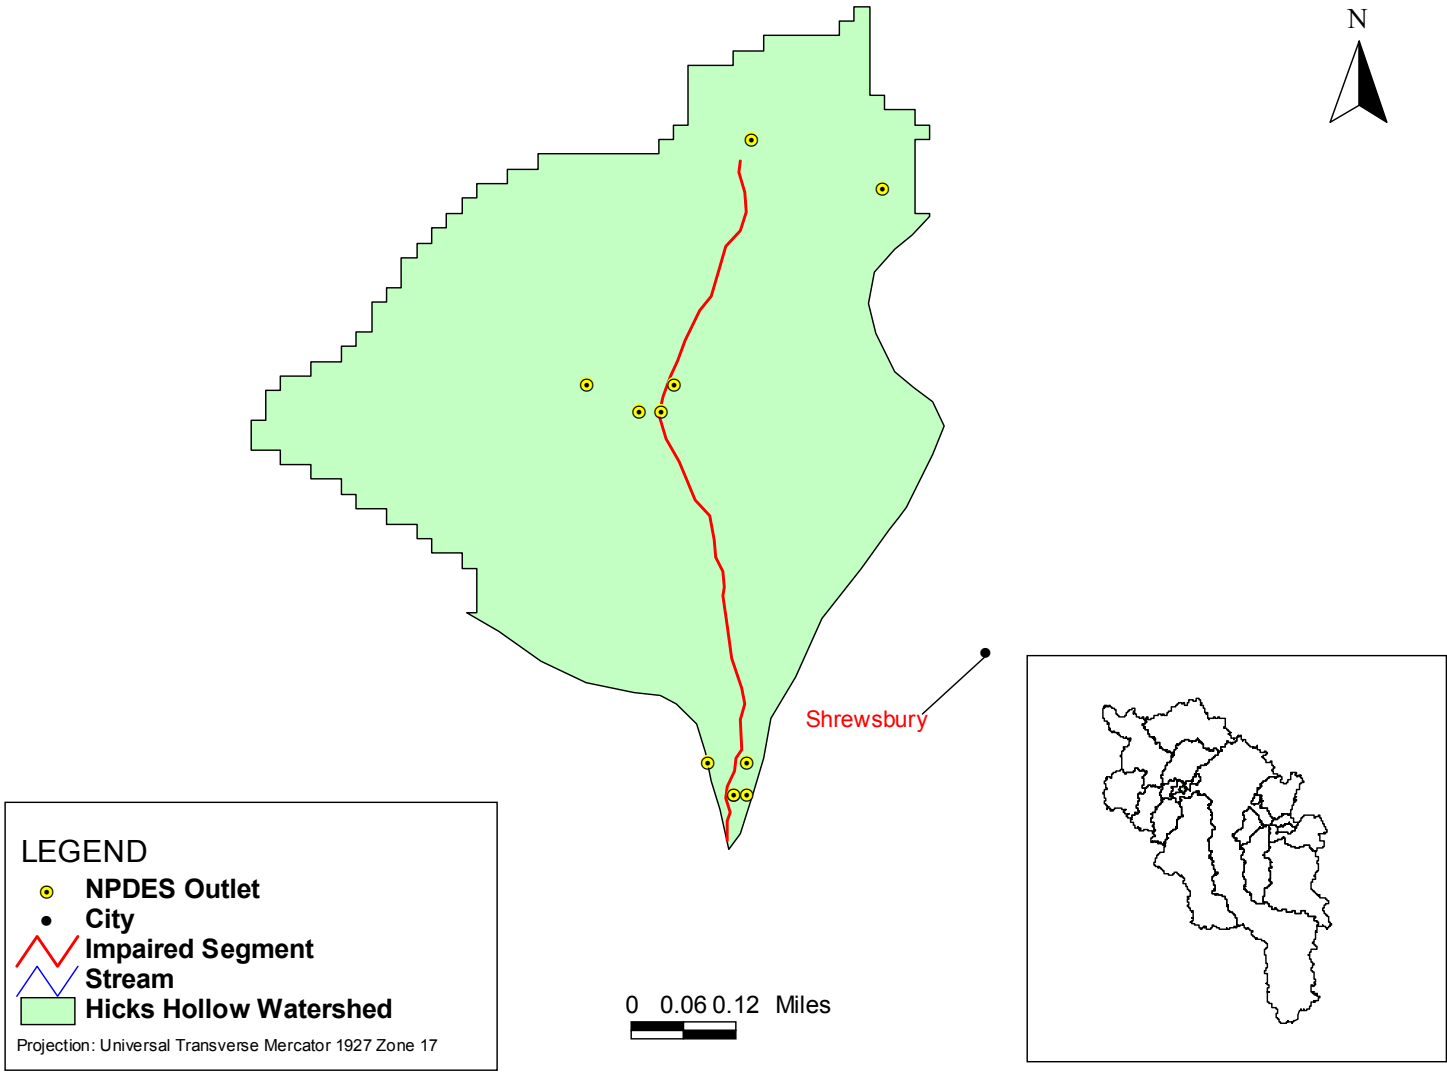 N
Shrewsbury
LEGEND
NPDES Outlet
City
Impaired Segment
Stream
Hicks Hollow Watershed
Projection: Universal Transverse Mercator 1927 Zone 17
0 0.06 0.12 Miles